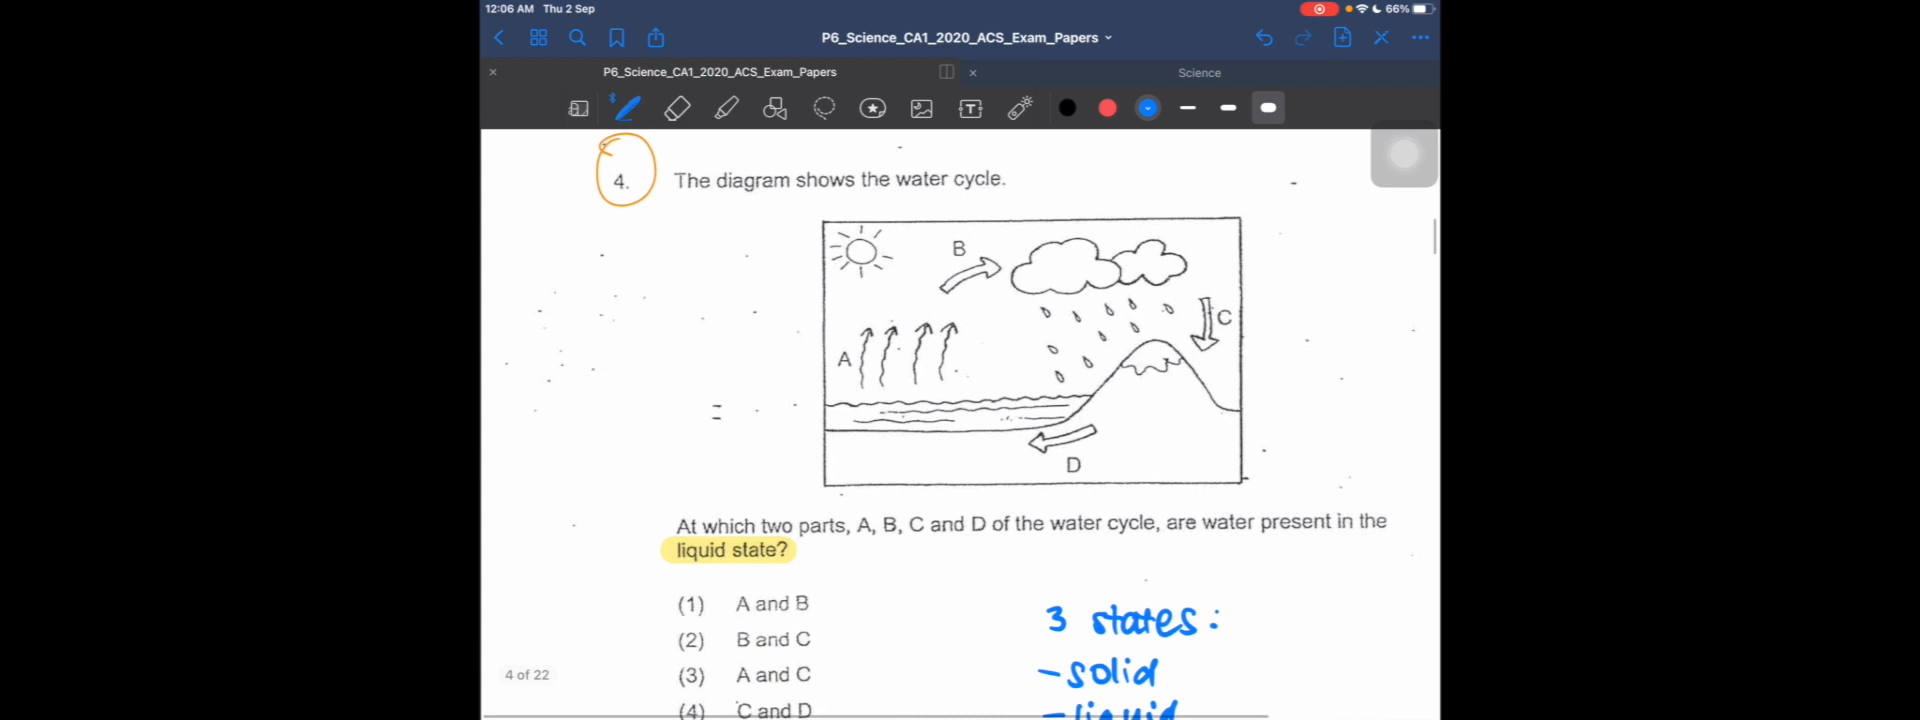 12:06 AM Thu 2 Sep
66%
P6_Science_CA1_2020_ACS_Exam_Papers
P6_Science_CA1_2020_ACS_Exam_Papers
Science
T
4.
The diagram shows the water cycle.
B
C
A
D
At which two parts, A, B, C and D of the water cycle, are water present in the
liquid state?
(1) A and B
(2) B and C
(3) A and C
(4) C and D
3 states:
- solid
- liquid
4 of 22